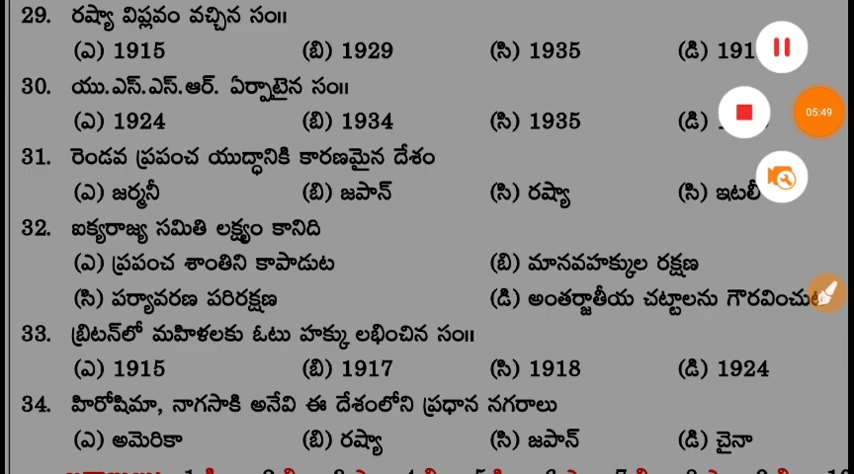 29. రష్యా విప్లవం వచ్చిన సం॥
(ఎ) 1915 (బి) 1929 (సి) 1935 (డి) 191
30. యు.ఎస్.ఎస్.ఆర్. ఏర్పాటైన సం॥
(ఎ) 1924 (బి) 1934 (సి) 1935 (డి)
05:49
31. రెండవ ప్రపంచ యుద్ధానికి కారణమైన దేశం
(ఎ) జర్మనీ (బి) జపాన్ (సి) రష్యా (సి) ఇటలీ
32. ఐక్యరాజ్య సమితి లక్ష్యం కానిది
(ఎ) ప్రపంచ శాంతిని కాపాడుట (బి) మానవహక్కుల రక్షణ
(సి) పర్యావరణ పరిరక్షణ (డి) అంతర్జాతీయ చట్టాలను గౌరవించుట
33. బ్రిటన్‌లో మహిళలకు ఓటు హక్కు లభించిన సం॥
(ఎ) 1915 (బి) 1917 (సి) 1918 (డి) 1924
34. హిరోషిమా, నాగసాకి అనేవి ఈ దేశంలోని ప్రధాన నగరాలు
(ఎ) అమెరికా (బి) రష్యా (సి) జపాన్ (డి) చైనా